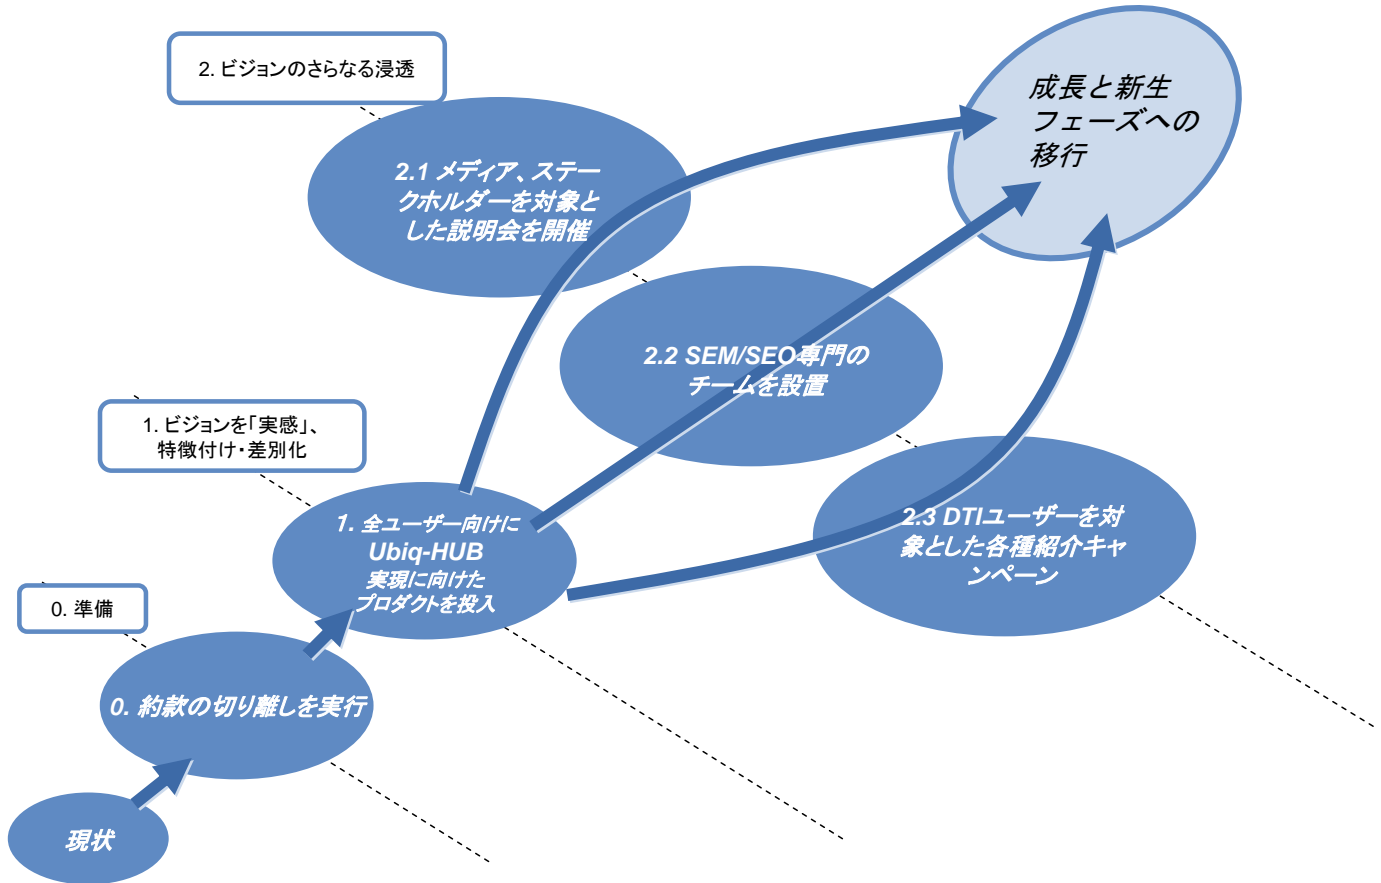 2. ビジョンのさらなる浸透
成長と新生
フェーズへの
移行
2.1 メディア、ステー
クホルダーを対象と
した説明会を開催
2.2 SEM/SEO専門の
チームを設置
1. ビジョンを「実感」、
特徴付け・差別化
1. 全ユーザー向けに
Ubiq-HUB
実現に向けた
プロダクトを投入
2.3 DTIユーザーを対
象とした各種紹介キャ
ンペーン
0. 準備
0. 約款の切り離しを実行
現状